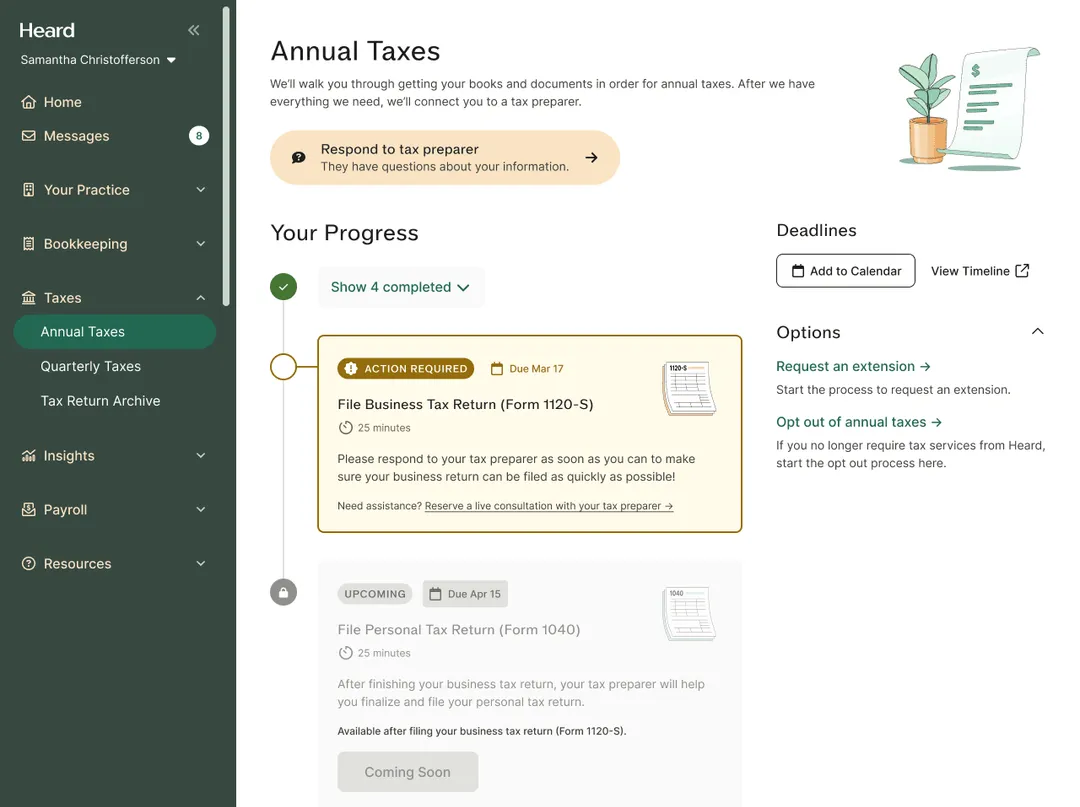 Heard
Samantha Christofferson
Home
Messages
8
Your Practice
Bookkeeping
Taxes
Annual Taxes
Quarterly Taxes
Tax Return Archive
Insights
Payroll
Resources
Annual Taxes
We’ll walk you through getting your books and documents in order for annual taxes. After we have
everything we need, we’ll connect you to a tax preparer.
Respond to tax preparer
They have questions about your information.
$
Your Progress
Show 4 completed
ACTION REQUIRED
Due Mar 17
1120-S
File Business Tax Return (Form 1120-S)
25 minutes
Please respond to your tax preparer as soon as you can to make
sure your business return can be filed as quickly as possible!
Need assistance? Reserve a live consultation with your tax preparer →
UPCOMING
Due Apr 15
1040
File Personal Tax Return (Form 1040)
25 minutes
After finishing your business tax return, your tax preparer will help
you finalize and file your personal tax return.
Available after filing your business tax return (Form 1120-S).
Coming Soon
Deadlines
Add to Calendar
View Timeline
Options
Request an extension →
Start the process to request an extension.
Opt out of annual taxes →
If you no longer require tax services from Heard,
start the opt out process here.